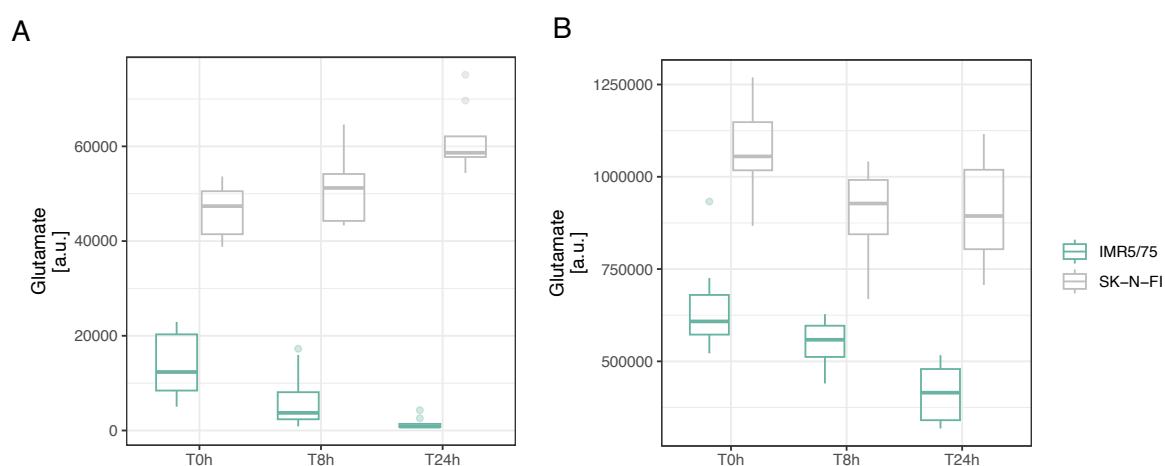 A
Glutamate
[a.u.]
60000
40000
20000
0
T0h
T8h
T24h
B
Glutamate
[a.u.]
1250000
1000000
750000
500000
T0h
T8h
T24h
IMR5/75
SK−N−FI